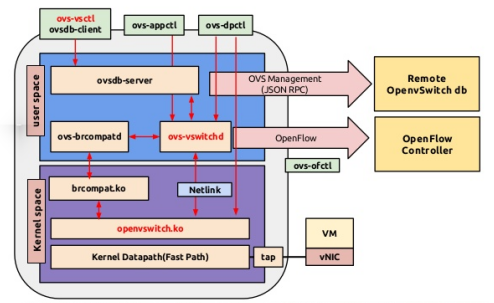 ovs-vsctl
ovsdb-client
ovs-appctl
ovs-dpctl
user space
ovsdb-server
OVS Management
(JSON RPC)
Remote
OpenvSwitch db
ovs-brcompatd
ovs-vswitchd
OpenFlow
OpenFlow
Controller
ovs-ofctl
Kernel space
brcompat.ko
Netlink
openvswitch.ko
Kernel Datapath(Fast Path)
tap
VM
vNIC